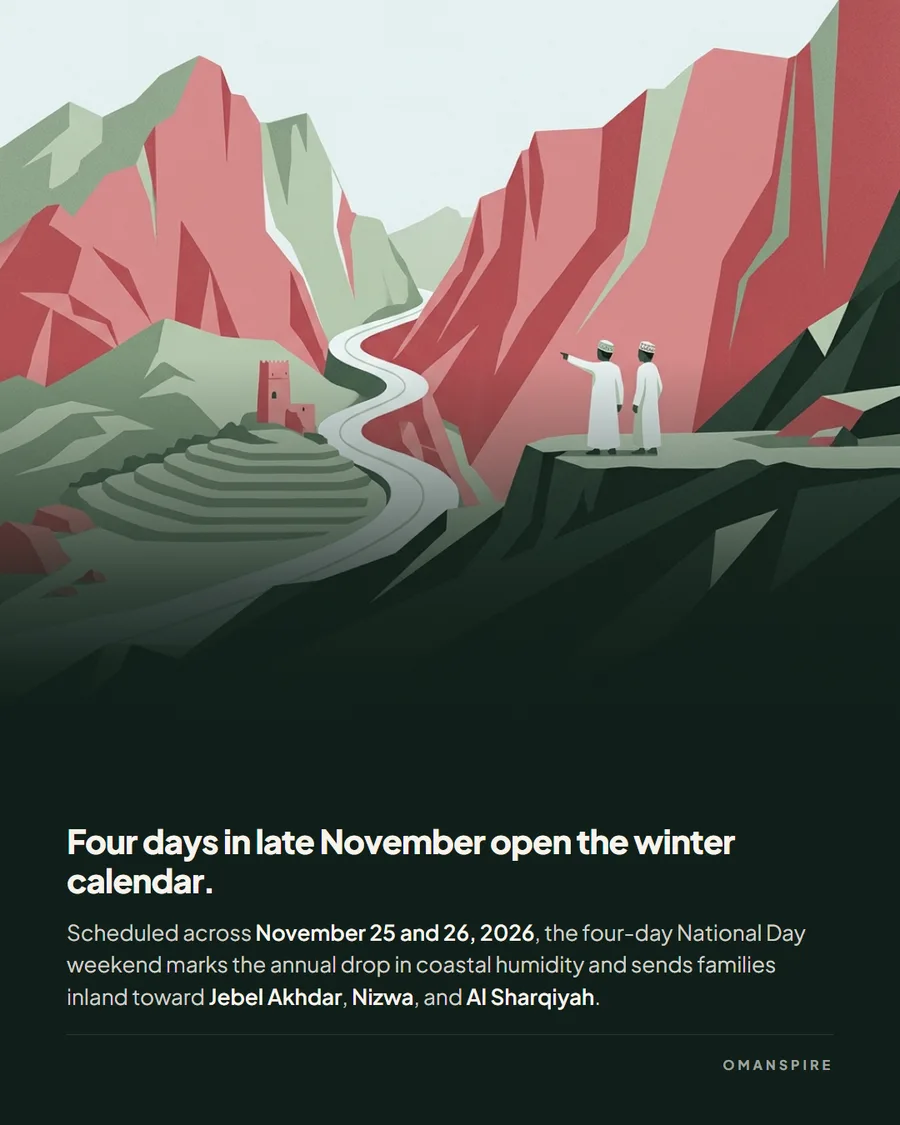 Four days in late November open the winter
calendar.
Scheduled across November 25 and 26, 2026, the four-day National Day
weekend marks the annual drop in coastal humidity and sends families
inland toward Jebel Akhdar, Nizwa, and Al Sharqiyah.
OMANSPIRE